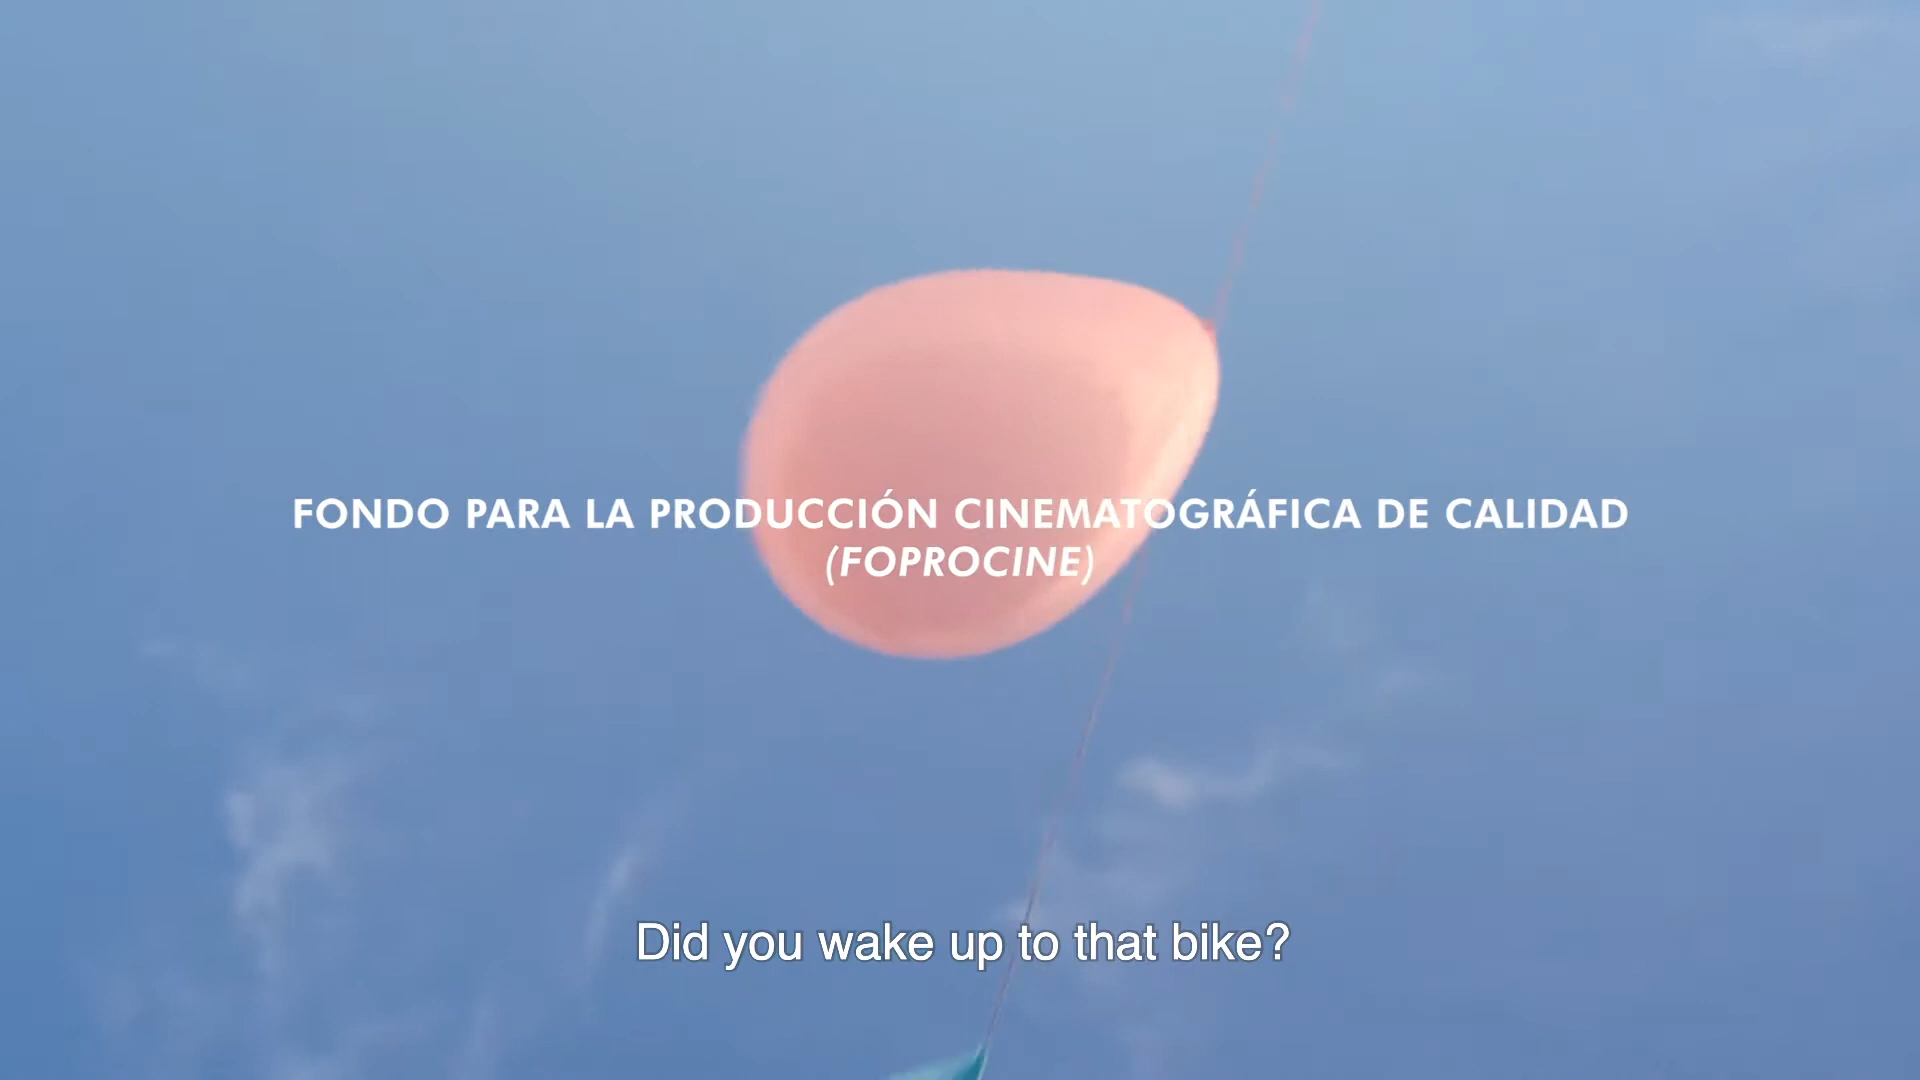 FONDO PARA LA PRODUCCIÓN CINEMATOGRÁFICA DE CALIDAD
(FOPROCINE)
Did you wake up to that bike?